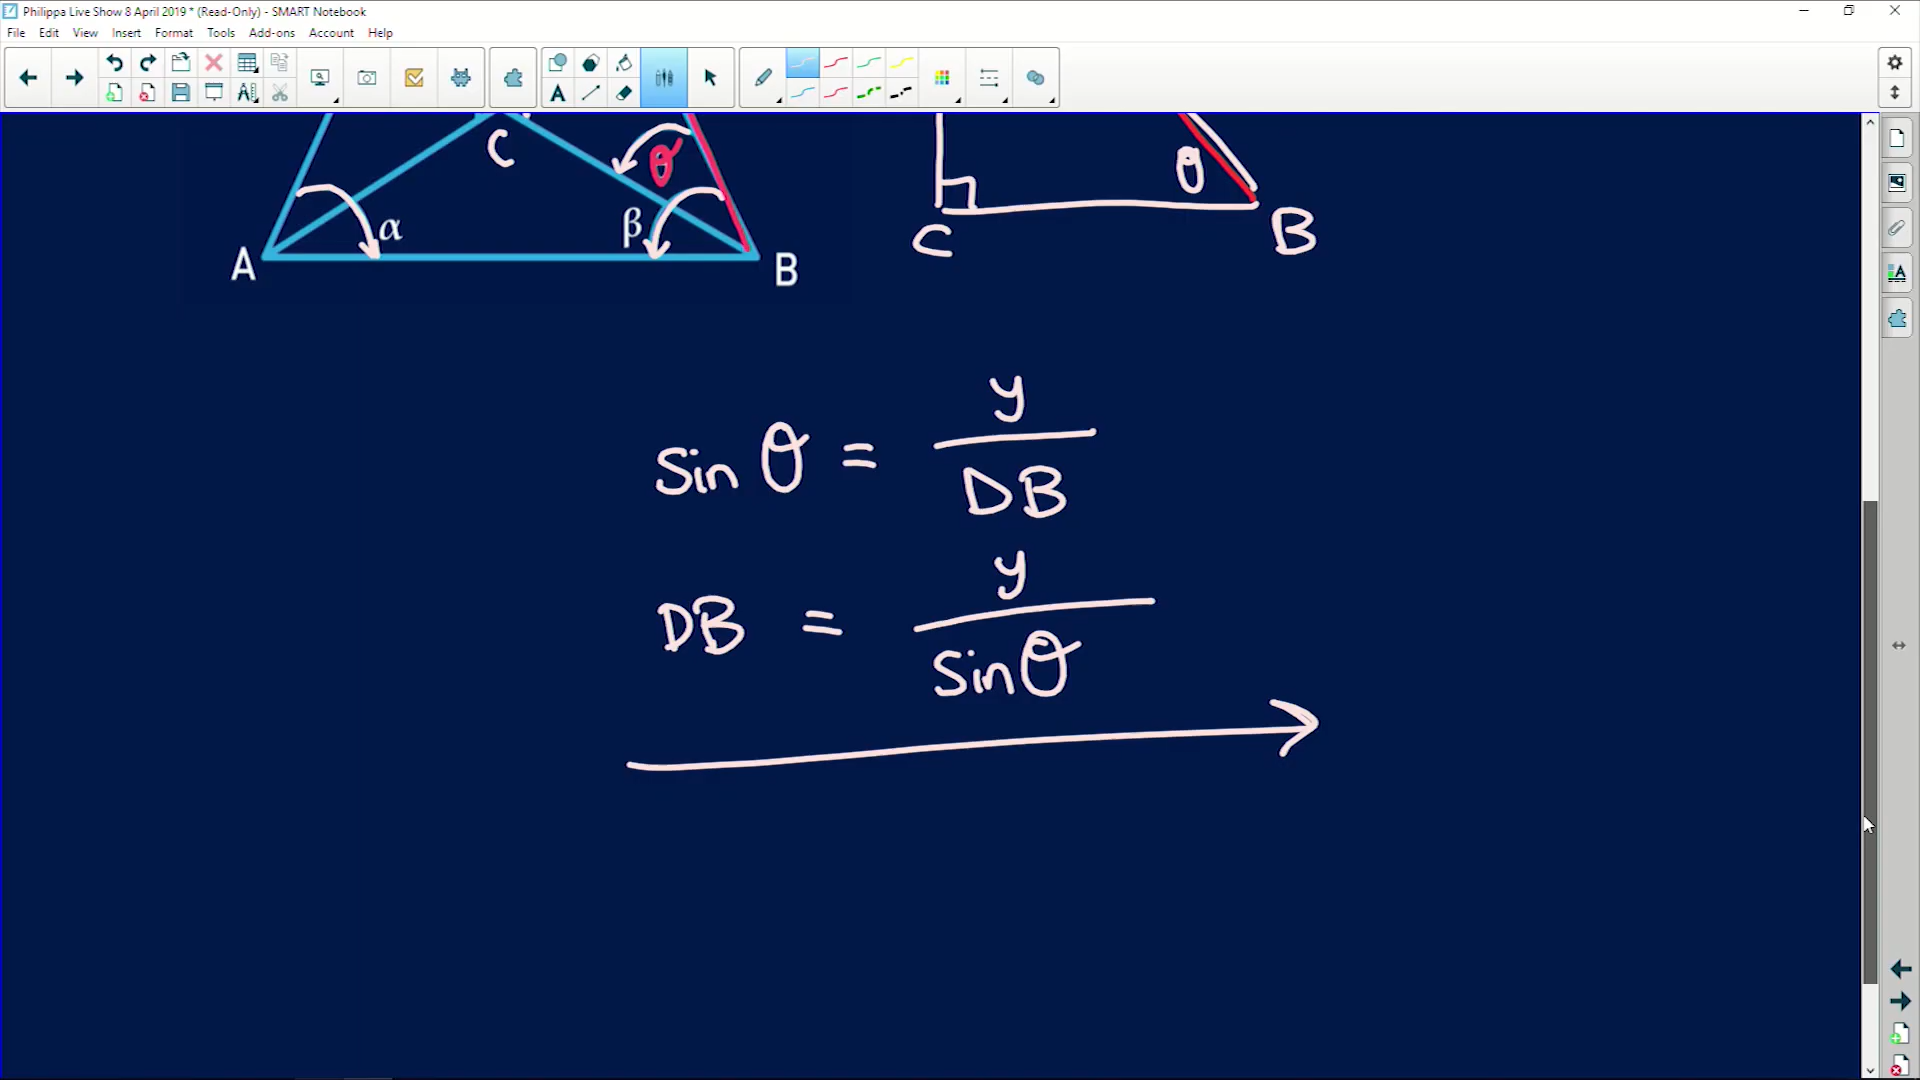 Philippa Live Show 8 April 2019 * (Read-Only) - SMART Notebook
File Edit View Insert Format Tools Add-ons Account Help
C θ θ
α β C B
A B
sin θ = y / DB
DB = y / sin θ